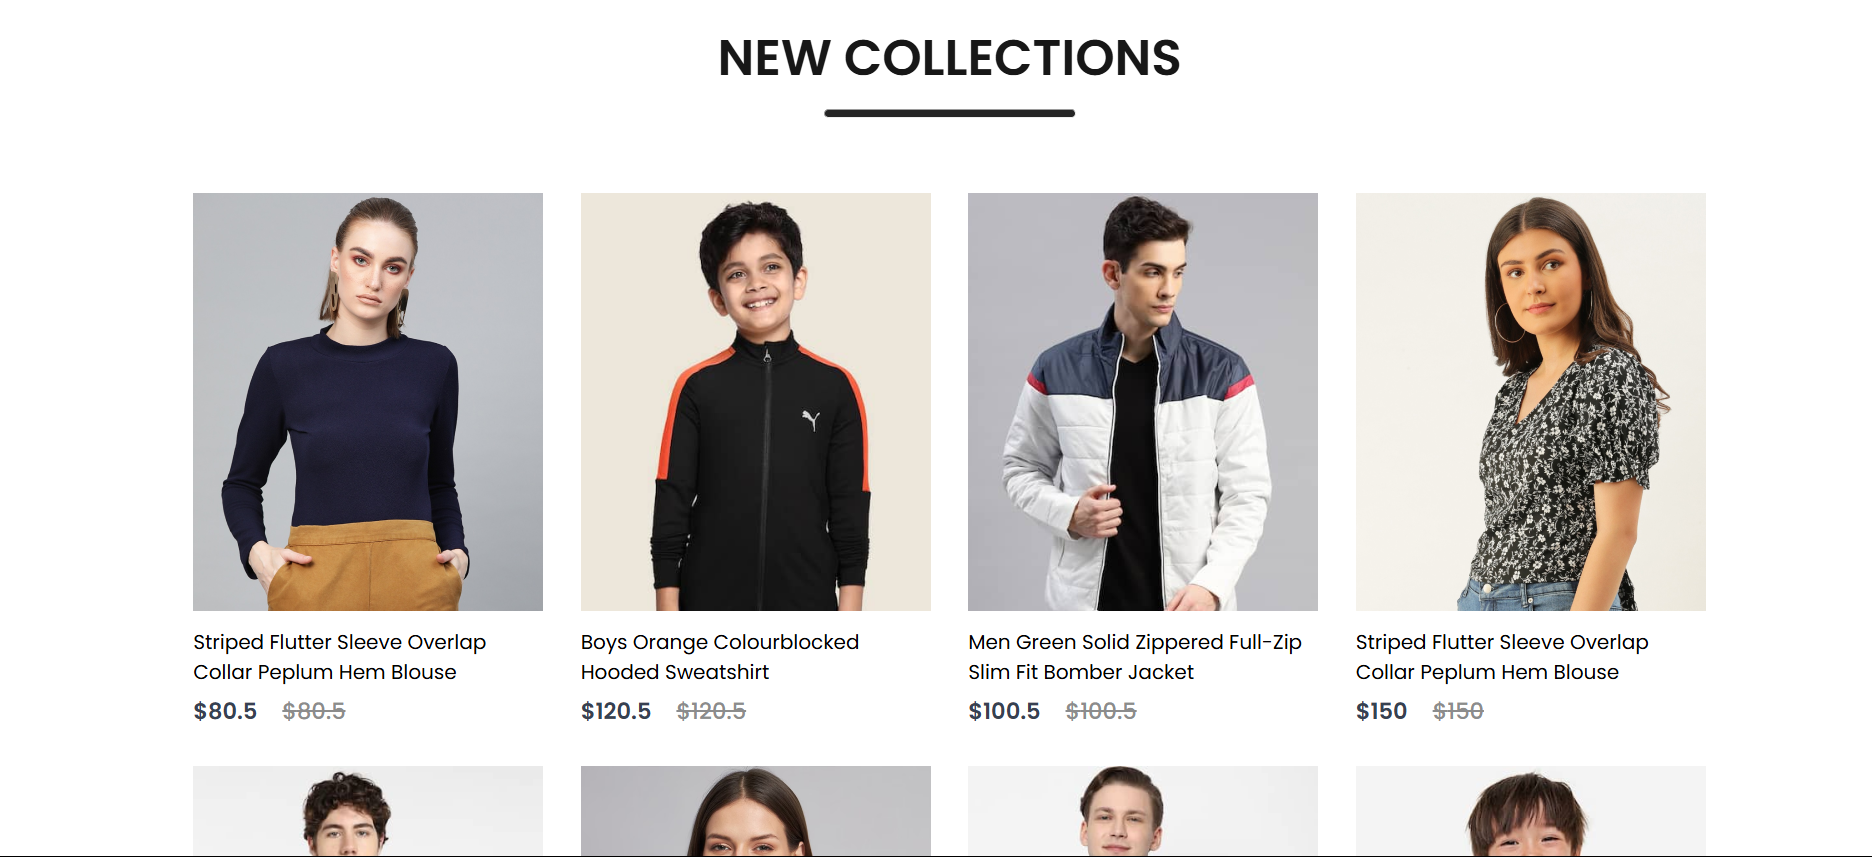 NEW COLLECTIONS
Striped Flutter Sleeve Overlap
Collar Peplum Hem Blouse
$80.5 $80.5
Boys Orange Colourblocked
Hooded Sweatshirt
$120.5 $120.5
Men Green Solid Zippered Full-Zip
Slim Fit Bomber Jacket
$100.5 $100.5
Striped Flutter Sleeve Overlap
Collar Peplum Hem Blouse
$150 $150